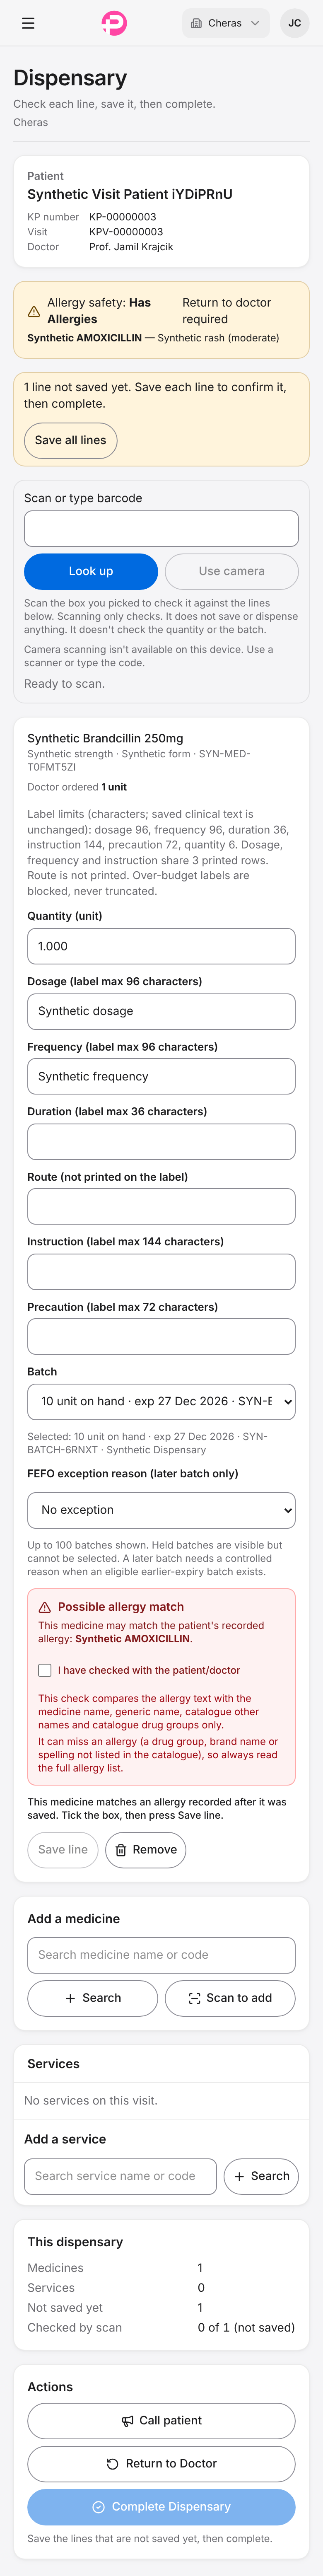 Cheras
JC
Dispensary
Check each line, save it, then complete.
Cheras
Patient
Synthetic Visit Patient iYDiPRnU
KP number KP-00000003
Visit KPV-00000003
Doctor Prof. Jamil Krajcik
Allergy safety: Has Allergies
Return to doctor required
Synthetic AMOXICILLIN — Synthetic rash (moderate)
1 line not saved yet. Save each line to confirm it,
then complete.
Save all lines
Scan or type barcode
Look up
Use camera
Scan the box you picked to check it against the lines
below. Scanning only checks. It does not save or dispense
anything. It doesn't check the quantity or the batch.
Camera scanning isn't available on this device. Use a
scanner or type the code.
Ready to scan.
Synthetic Brandcillin 250mg
Synthetic strength · Synthetic form · SYN-MED-
T0FMT5ZI
Doctor ordered 1 unit
Label limits (characters; saved clinical text is
unchanged): dosage 96, frequency 96, duration 36,
instruction 144, precaution 72, quantity 6. Dosage,
frequency and instruction share 3 printed rows.
Route is not printed. Over-budget labels are
blocked, never truncated.
Quantity (unit)
1.000
Dosage (label max 96 characters)
Synthetic dosage
Frequency (label max 96 characters)
Synthetic frequency
Duration (label max 36 characters)
Route (not printed on the label)
Instruction (label max 144 characters)
Precaution (label max 72 characters)
Batch
10 unit on hand · exp 27 Dec 2026 · SYN-E
Selected: 10 unit on hand · exp 27 Dec 2026 · SYN-
BATCH-6RNXT · Synthetic Dispensary
FEFO exception reason (later batch only)
No exception
Up to 100 batches shown. Held batches are visible but
cannot be selected. A later batch needs a controlled
reason when an eligible earlier-expiry batch exists.
Possible allergy match
This medicine may match the patient's recorded
allergy: Synthetic AMOXICILLIN.
I have checked with the patient/doctor
This check compares the allergy text with the
medicine name, generic name, catalogue other
names and catalogue drug groups only.
It can miss an allergy (a drug group, brand name or
spelling not listed in the catalogue), so always read
the full allergy list.
This medicine matches an allergy recorded after it was
saved. Tick the box, then press Save line.
Save line
Remove
Add a medicine
Search medicine name or code
Search
Scan to add
Services
No services on this visit.
Add a service
Search service name or code
Search
This dispensary
Medicines 1
Services 0
Not saved yet 1
Checked by scan 0 of 1 (not saved)
Actions
Call patient
Return to Doctor
Complete Dispensary
Save the lines that are not saved yet, then complete.